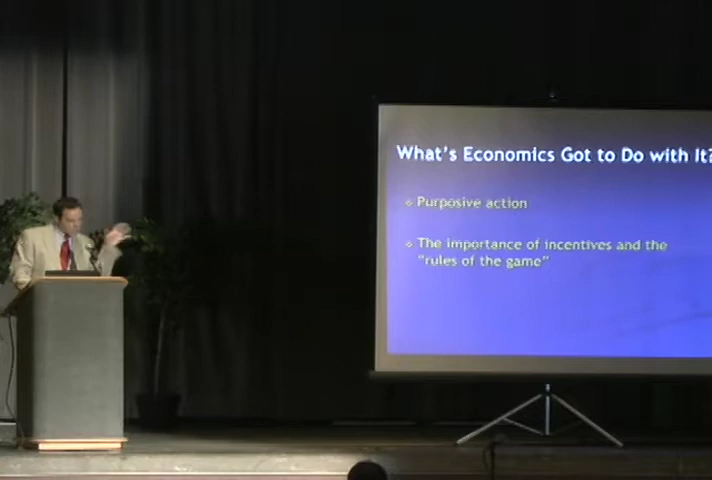 What's Economics Got to Do with It?
Purposive action
The importance of incentives and the
"rules of the game"